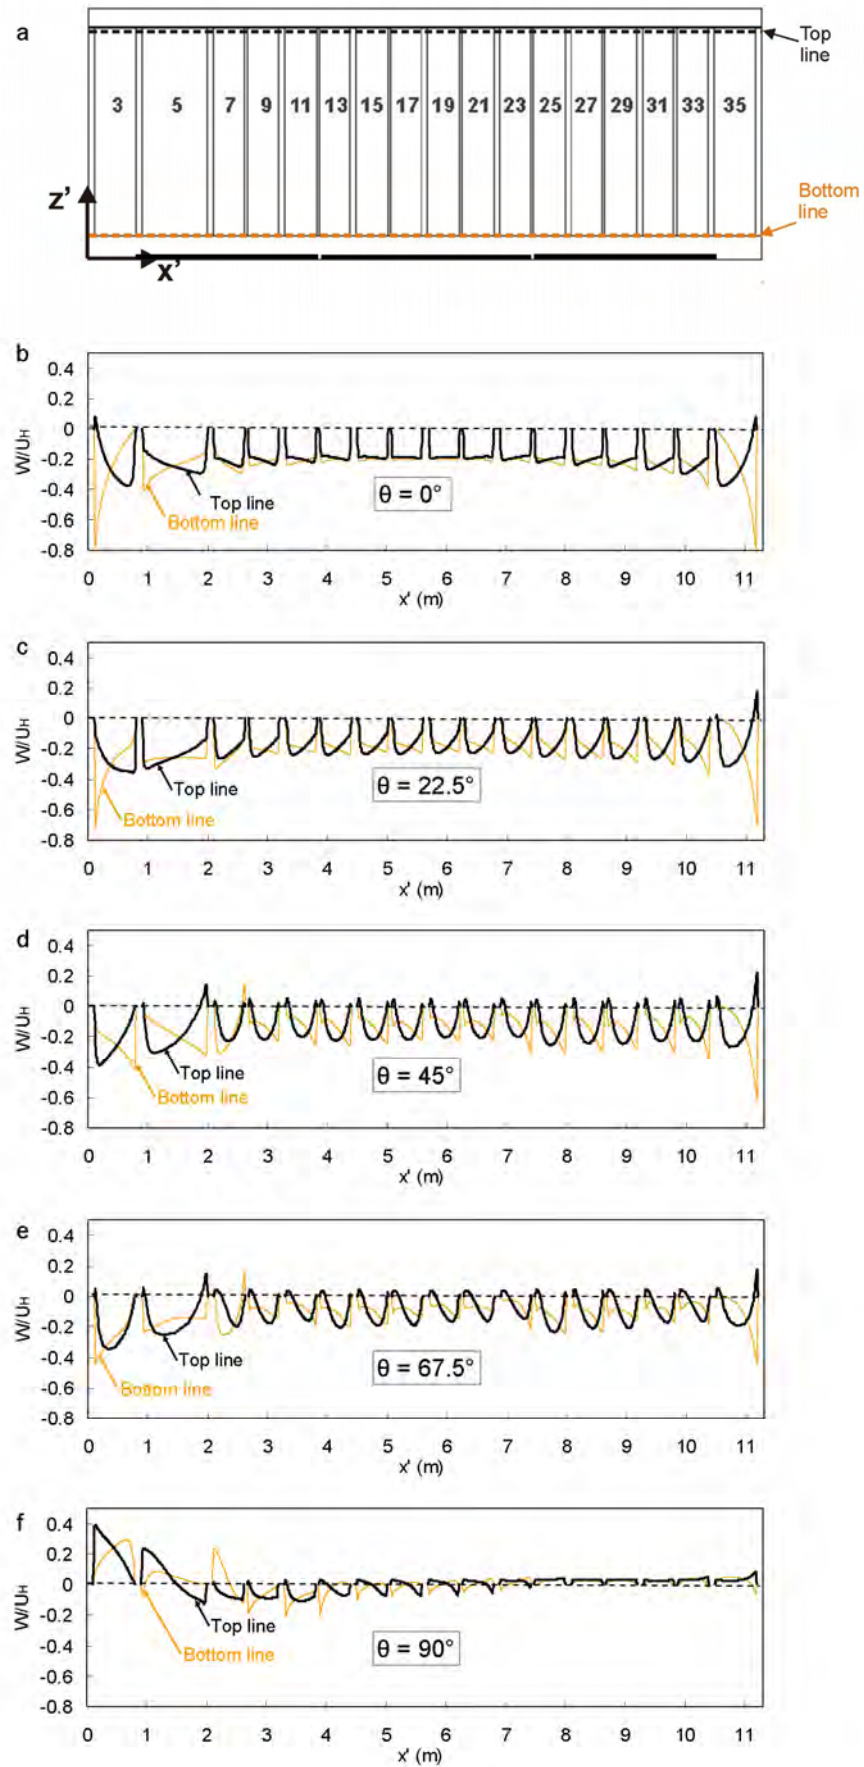 a
Top
line
3 5 7 9 11 13 15 17 19 21 23 25 27 29 31 33 35
z'
Bottom
line
x'
b
0.4
0.2
0
-0.2
-0.4
-0.6
-0.8
W/UH
Top line
Bottom line
θ = 0°
0 1 2 3 4 5 6 7 8 9 10 11
x' (m)
c
0.4
0.2
0
-0.2
-0.4
-0.6
-0.8
W/UH
Top line
Bottom line
θ = 22.5°
0 1 2 3 4 5 6 7 8 9 10 11
x' (m)
d
0.4
0.2
0
-0.2
-0.4
-0.6
-0.8
W/UH
Top line
Bottom line
θ = 45°
0 1 2 3 4 5 6 7 8 9 10 11
x' (m)
e
0.4
0.2
0
-0.2
-0.4
-0.6
-0.8
W/UH
Top line
Bottom line
θ = 67.5°
0 1 2 3 4 5 6 7 8 9 10 11
x' (m)
f
0.4
0.2
0
-0.2
-0.4
-0.6
-0.8
W/UH
Top line
Bottom line
θ = 90°
0 1 2 3 4 5 6 7 8 9 10 11
x' (m)